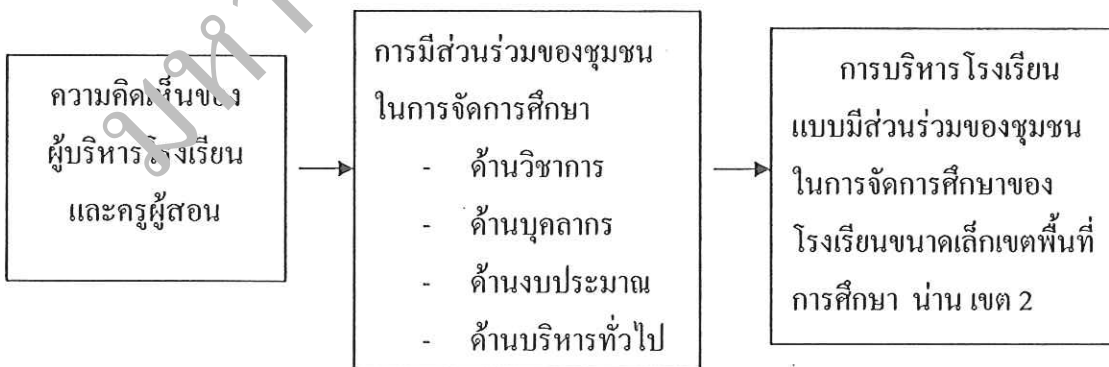 ความคิดเห็นของ
ผู้บริหารโรงเรียน
และครูผู้สอน
การมีส่วนร่วมของชุมชน
ในการจัดการศึกษา
- ด้านวิชาการ
- ด้านบุคลากร
- ด้านงบประมาณ
- ด้านบริหารทั่วไป
การบริหารโรงเรียน
แบบมีส่วนร่วมของชุมชน
ในการจัดการศึกษาของ
โรงเรียนขนาดเล็กเขตพื้นที่
การศึกษา น่าน เขต 2